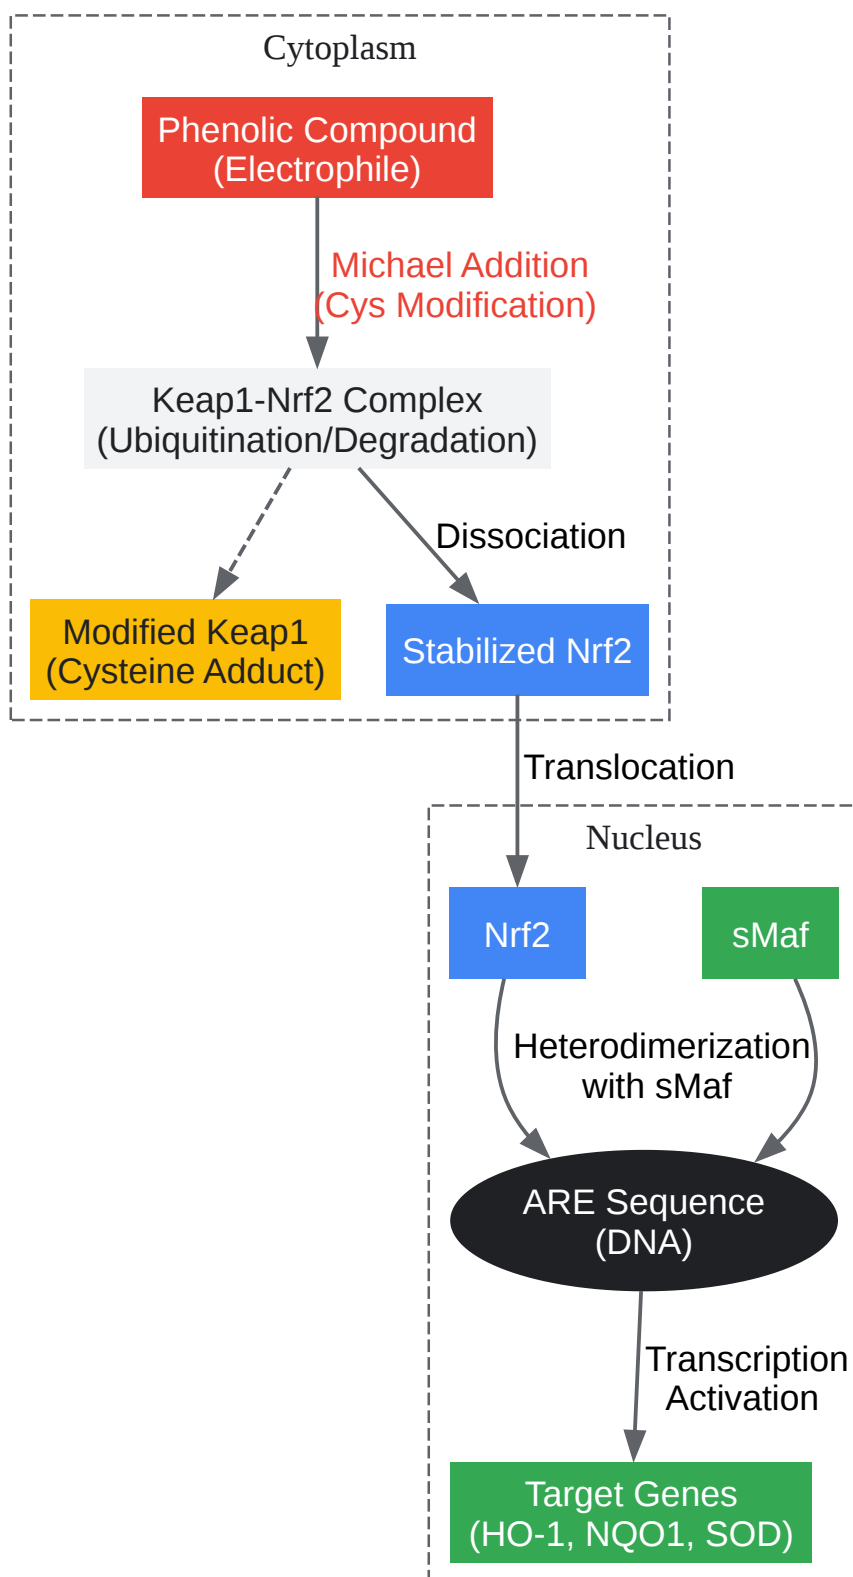 Cytoplasm
Phenolic Compound
(Electrophile)
Michael Addition
(Cys Modification)
Keap1-Nrf2 Complex
(Ubiquitination/Degradation)
Dissociation
Modified Keap1
(Cysteine Adduct)
Stabilized Nrf2
Translocation
Nucleus
Nrf2
sMaf
Heterodimerization
with sMaf
ARE Sequence
(DNA)
Transcription
Activation
Target Genes
(HO-1, NQO1, SOD)